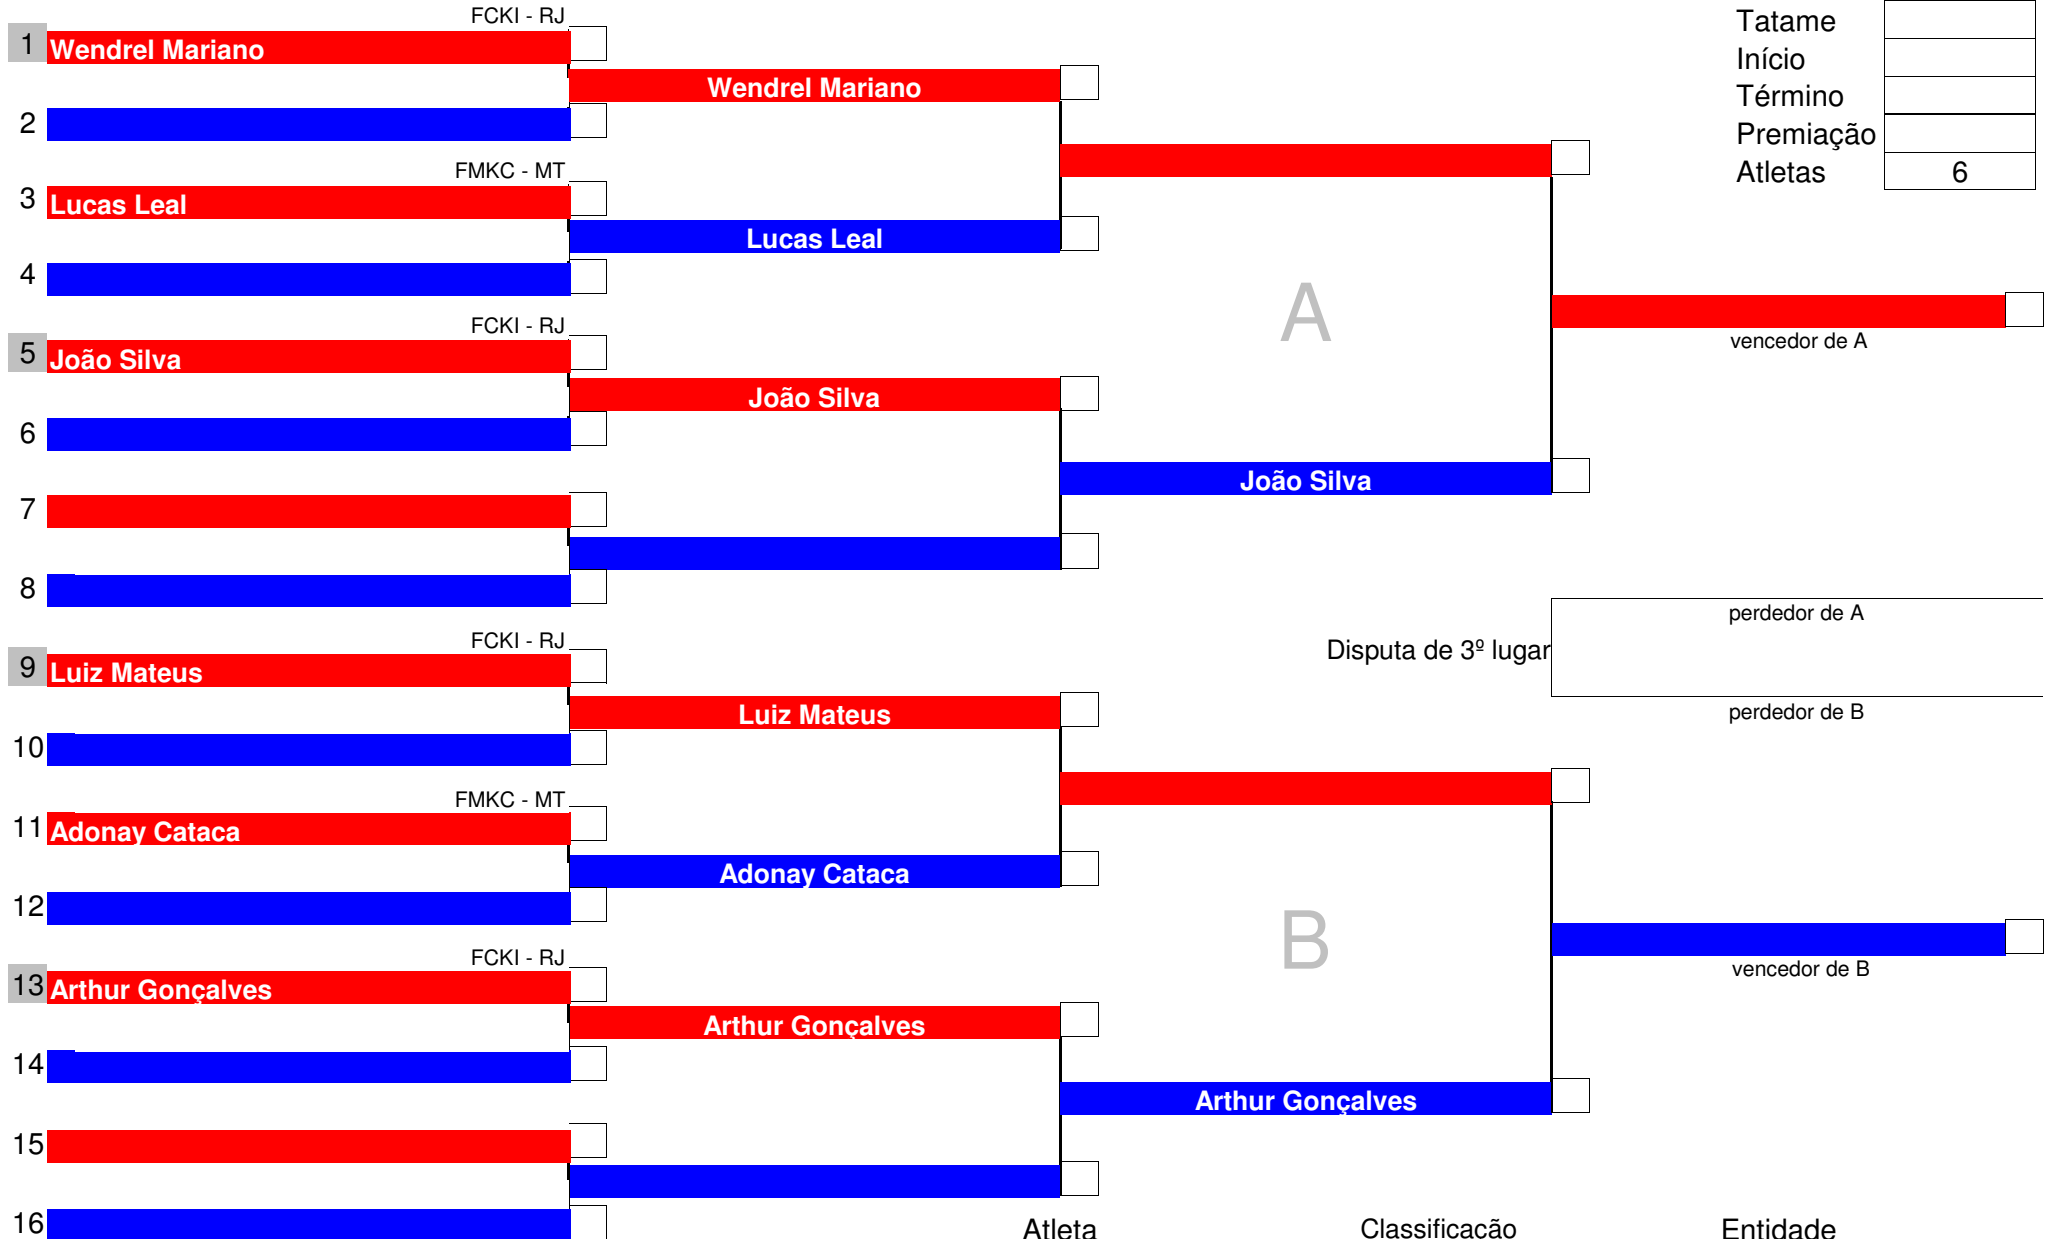 FCKI - RJ
1 Wendrel Mariano
Wendrel Mariano
2
FMKC - MT
3 Lucas Leal
Lucas Leal
4
FCKI - RJ
5 João Silva
João Silva
6
João Silva
7
8
A
vencedor de A
Tatame
Início
Término
Premiação
Atletas 6
perdedor de A
Disputa de 3º lugar
perdedor de B
FCKI - RJ
9 Luiz Mateus
Luiz Mateus
10
FMKC - MT
11 Adonay Cataca
Adonay Cataca
12
B
vencedor de B
FCKI - RJ
13 Arthur Gonçalves
Arthur Gonçalves
14
Arthur Gonçalves
15
16
Atleta Classificacão Entidade